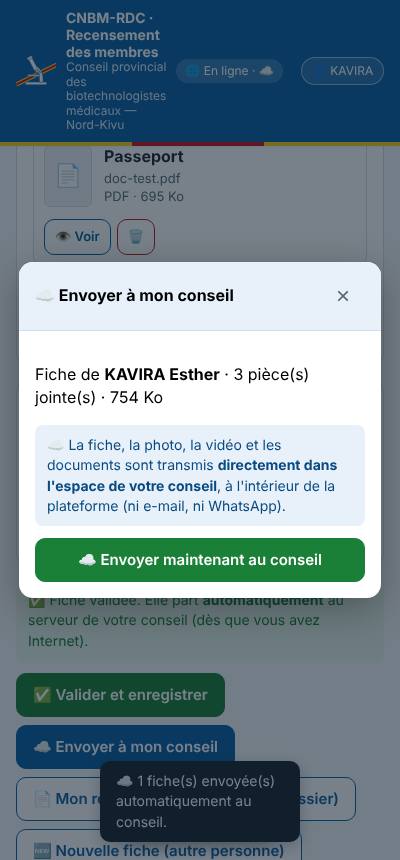 CNBM-RDC ·
Recensement
des membres
Conseil provincial
des
biotechnologistes
médicaux —
Nord-Kivu
🌐 En ligne · ☁️
KAVIRA
Passeport
doc-test.pdf
PDF · 695 Ko
👁️ Voir
☁️ Envoyer à mon conseil
✕
Fiche de KAVIRA Esther · 3 pièce(s)
jointe(s) · 754 Ko
☁️ La fiche, la photo, la vidéo et les
documents sont transmis directement dans
l'espace de votre conseil, à l'intérieur de la
plateforme (ni e-mail, ni WhatsApp).
☁️ Envoyer maintenant au conseil
✅ Fiche validée. Elle part automatiquement au
serveur de votre conseil (dès que vous avez
Internet).
✅ Valider et enregistrer
☁️ Envoyer à mon conseil
☁️ 1 fiche(s) envoyée(s)
automatiquement au
conseil.
📄 Mon re
ssier)
🆕 Nouvelle fiche (autre personne)